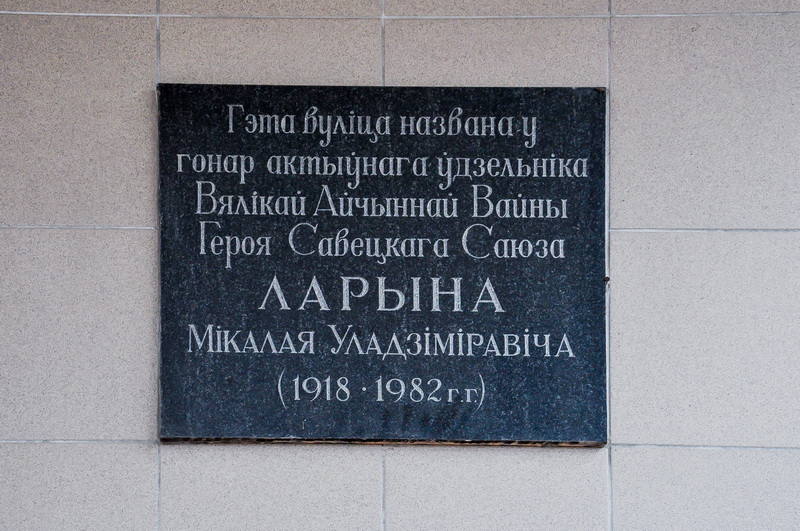 Гэта вуліца названа у
гонар актыўнага ўдзельніка
Вялікай Айчыннай Вайны
Героя Савецкага Саюза
ЛАРЫНА
Мікалая Уладзіміравіча
(1918 · 1982 г.г.)